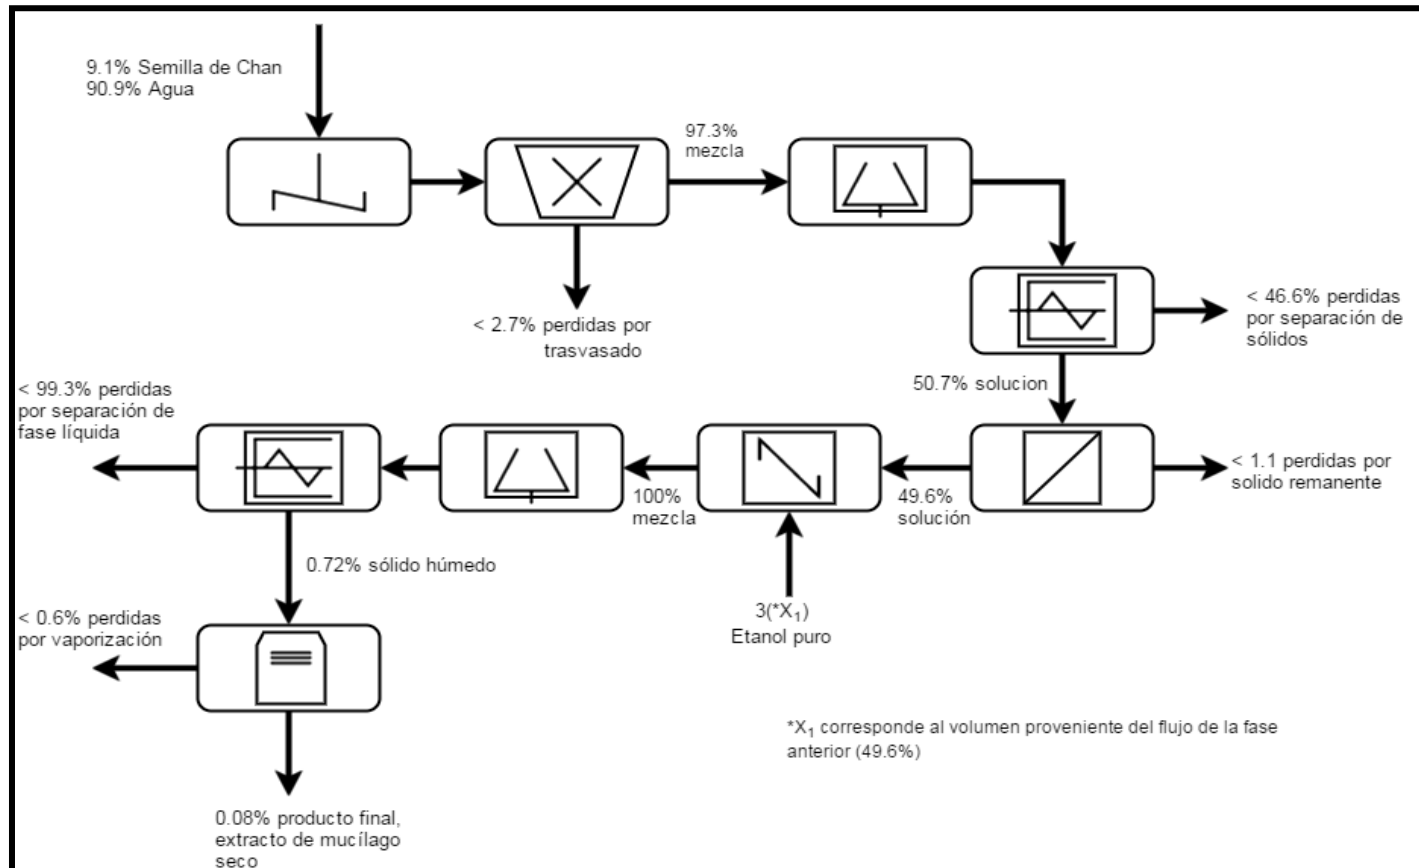 9.1% Semilla de Chan
90.9% Agua
97.3%
mezcla
< 2.7% perdidas por
trasvasado
< 46.6% perdidas
por separación de
sólidos
50.7% solucion
< 1.1 perdidas por
solido remanente
49.6%
solución
3(*X₁)
Etanol puro
100%
mezcla
< 99.3% perdidas
por separación de
fase líquida
0.72% sólido húmedo
< 0.6% perdidas
por vaporización
0.08% producto final,
extracto de mucílago
seco
*X₁ corresponde al volumen proveniente del flujo de la fase
anterior (49.6%)